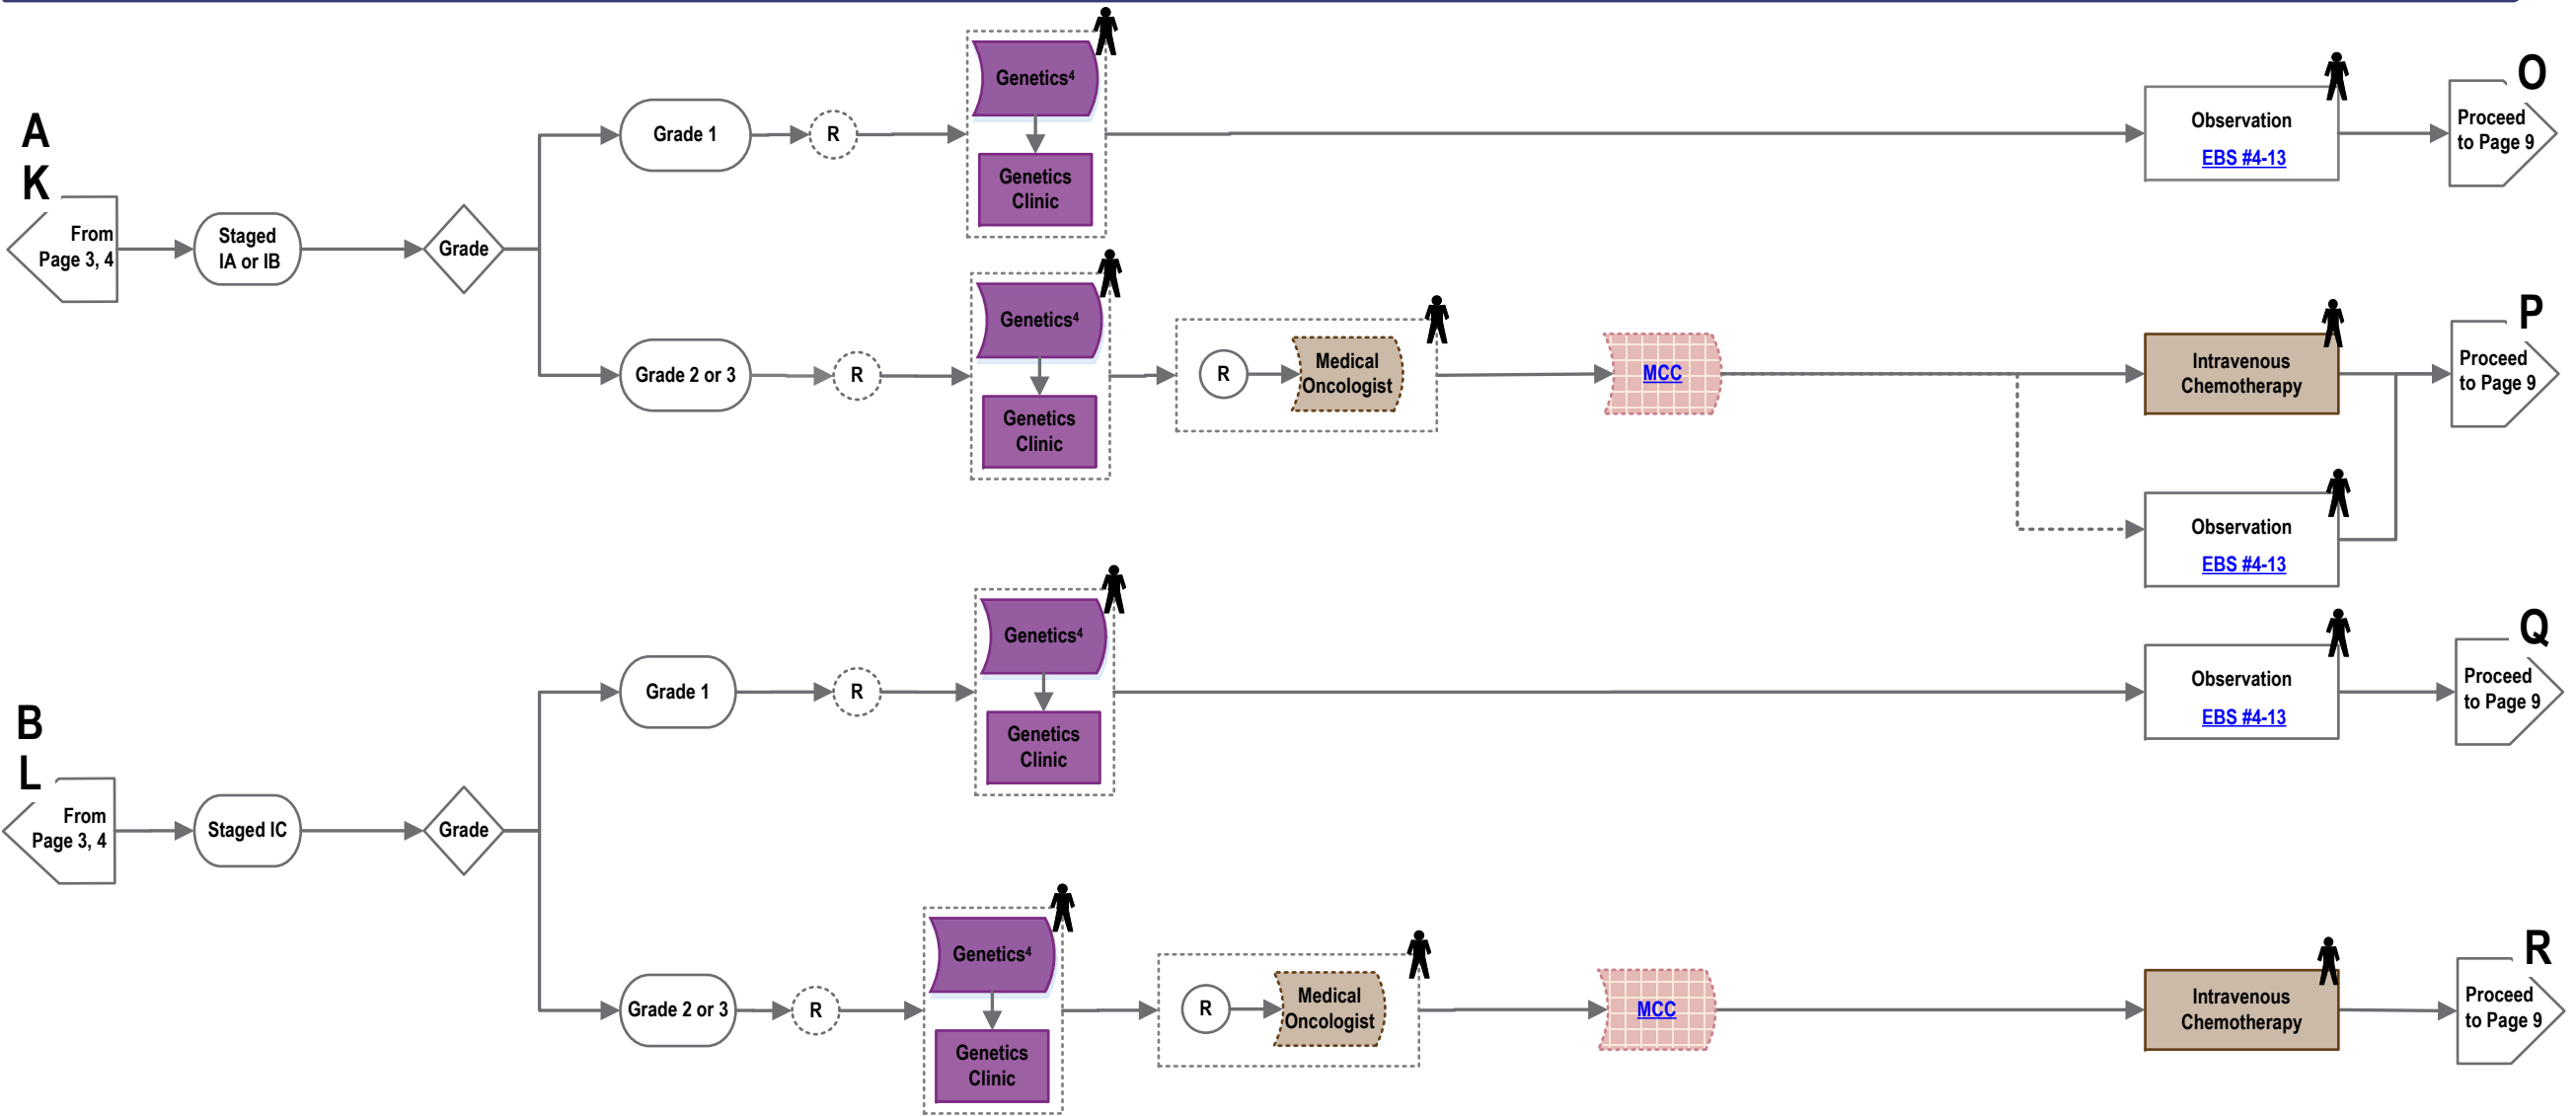 A
K
From
Page 3, 4
Staged
IA or IB
Grade
Grade 1
R
Genetics⁴
Genetics
Clinic
Observation
EBS #4-13
O
Proceed
to Page 9
Grade 2 or 3
R
Genetics⁴
Genetics
Clinic
R
Medical
Oncologist
MCC
Intravenous
Chemotherapy
P
Proceed
to Page 9
Observation
EBS #4-13
B
L
From
Page 3, 4
Staged IC
Grade
Grade 1
R
Genetics⁴
Genetics
Clinic
Observation
EBS #4-13
Q
Proceed
to Page 9
Grade 2 or 3
R
Genetics⁴
Genetics
Clinic
R
Medical
Oncologist
MCC
Intravenous
Chemotherapy
R
Proceed
to Page 9